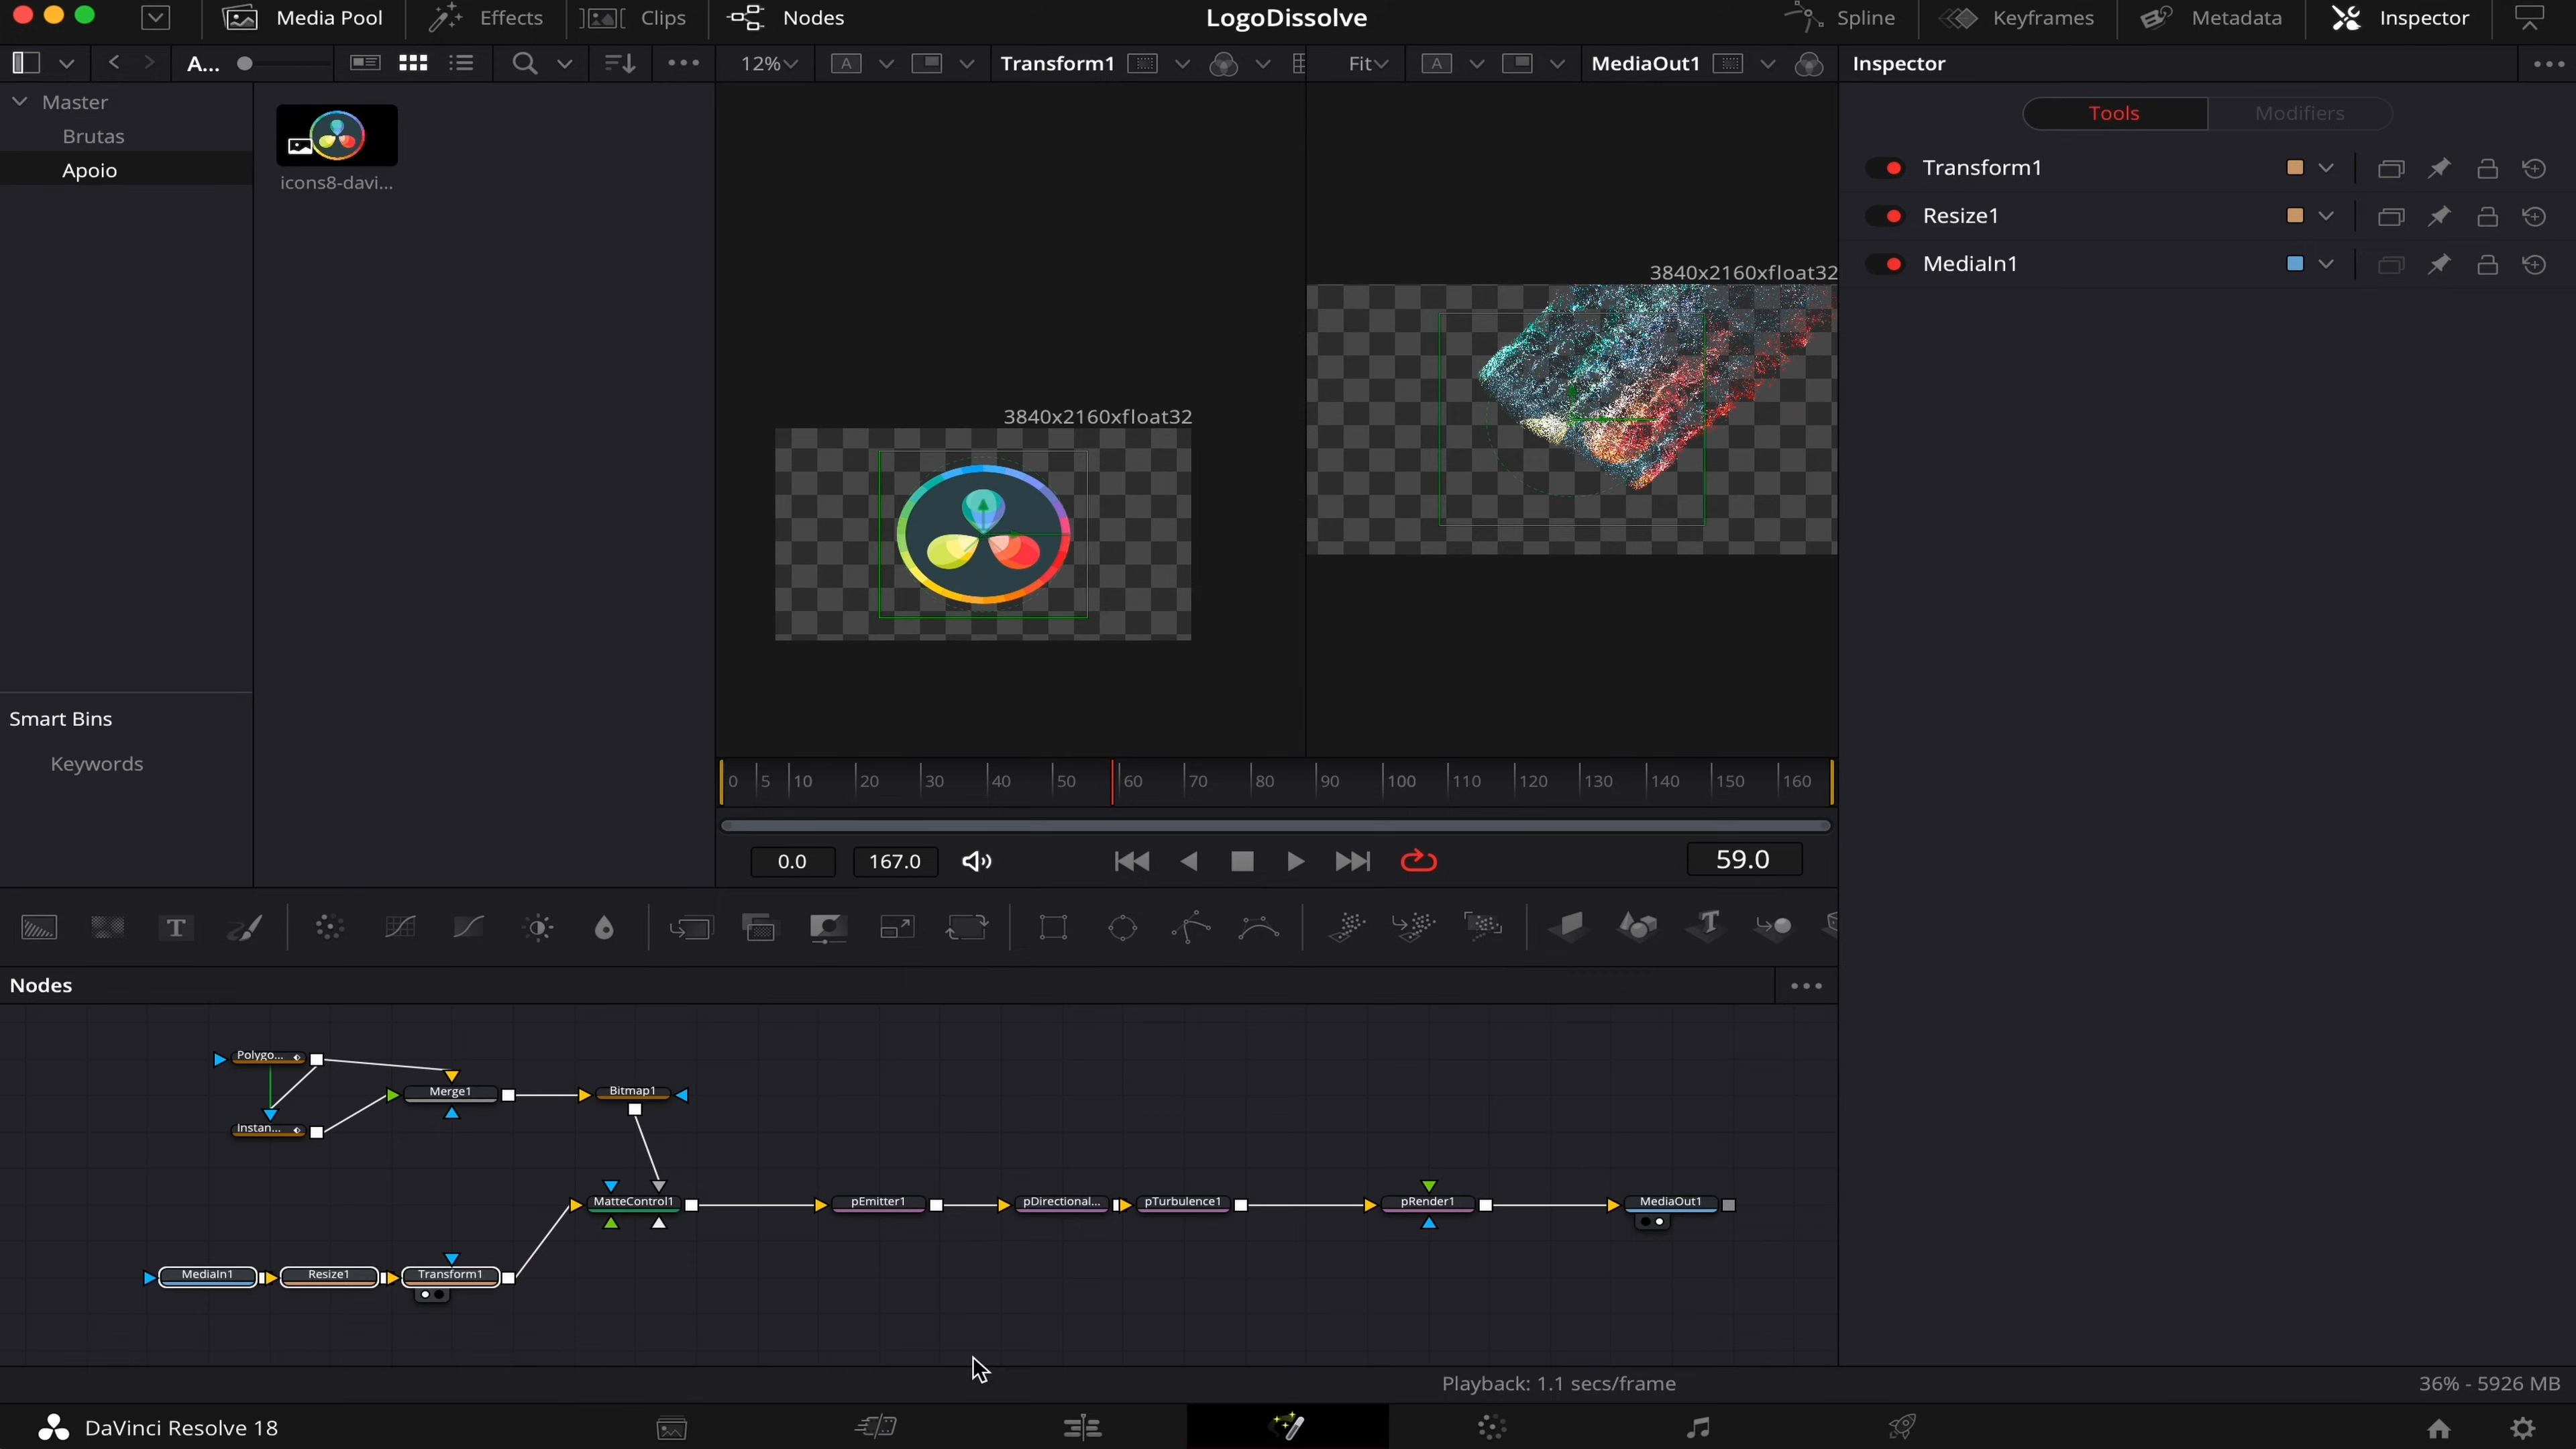 Media Pool
Effects
Clips
Nodes
LogoDissolve
Spline
Keyframes
Metadata
Inspector
A...
12%
A
Transform1
Fit
A
MediaOut1
Inspector
Master
Brutas
Apoio
icons8-davi...
Tools
Modifiers
Transform1
Resize1
MediaIn1
3840x2160xfloat32
3840x2160xfloat32
Smart Bins
Keywords
0 5 10 20 30 40 50 60 70 80 90 100 110 120 130 140 150 160
0.0
167.0
59.0
T
T
Nodes
Polygo...
Merge1
Bitmap1
Instan...
MatteControl1
pEmitter1
pDirectional...
pTurbulence1
pRender1
MediaOut1
MediaIn1
Resize1
Transform1
Playback: 1.1 secs/frame
36% - 5926 MB
DaVinci Resolve 18